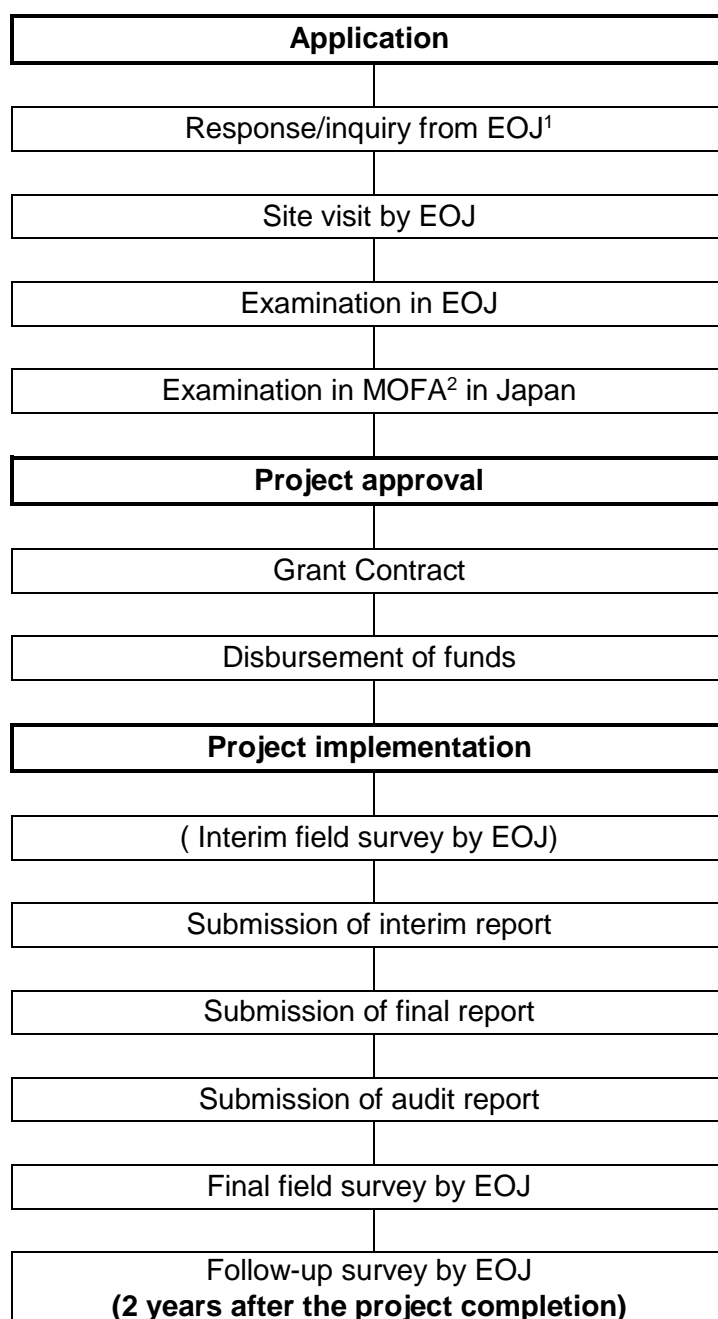 Application
Response/inquiry from EOJ¹
Site visit by EOJ
Examination in EOJ
Examination in MOFA² in Japan
Project approval
Grant Contract
Disbursement of funds
Project implementation
( Interim field survey by EOJ)
Submission of interim report
Submission of final report
Submission of audit report
Final field survey by EOJ
Follow-up survey by EOJ
(2 years after the project completion)